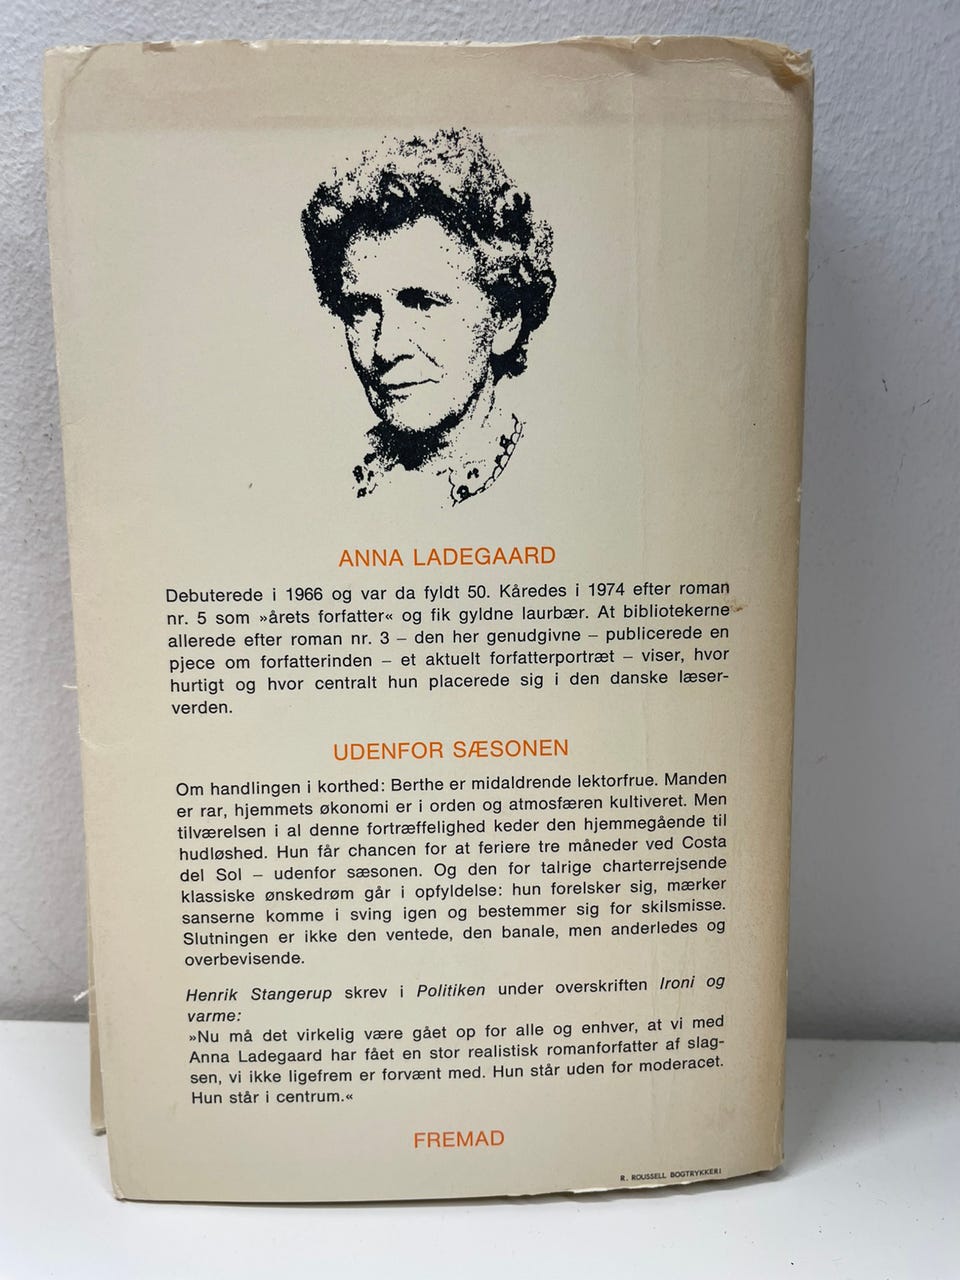 ANNA LADEGAARD
Debuterede i 1966 og var da fyldt 50. Kåredes i 1974 efter roman
nr. 5 som »årets forfatter« og fik gyldne laurbær. At bibliotekerne
allerede efter roman nr. 3 – den her genudgivne – publicerede en
pjece om forfatterinden – et aktuelt forfatterportræt – viser, hvor
hurtigt og hvor centralt hun placerede sig i den danske læser-
verden.
UDENFOR SÆSONEN
Om handlingen i korthed: Berthe er midaldrende lektorfrue. Manden
er rar, hjemmets økonomi er i orden og atmosfæren kultiveret. Men
tilværelsen i al denne fortræffelighed keder den hjemmegående til
hudløshed. Hun får chancen for at feriere tre måneder ved Costa
del Sol – udenfor sæsonen. Og den for talrige charterrejsende
klassiske ønskedrøm går i opfyldelse: hun forelsker sig, mærker
sanserne komme i sving igen og bestemmer sig for skilsmisse.
Slutningen er ikke den ventede, den banale, men anderledes og
overbevisende.
Henrik Stangerup skrev i Politiken under overskriften Ironi og
varme:
»Nu må det virkelig være gået op for alle og enhver, at vi med
Anna Ladegaard har fået en stor realistisk romanforfatter af slag-
sen, vi ikke ligefrem er forvænt med. Hun står uden for moderacet.
Hun står i centrum.«
FREMAD
R. ROUSSELL BOGTRYKKERI